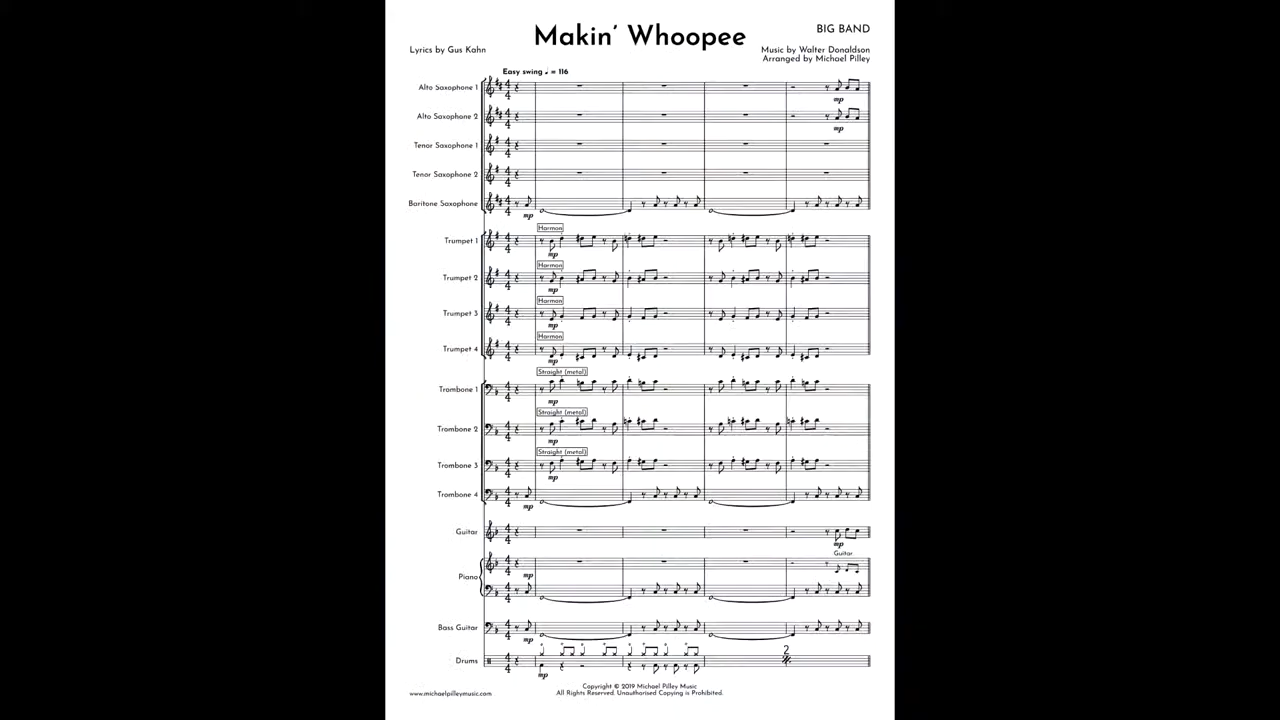 Makin' Whoopee
BIG BAND
Lyrics by Gus Kahn
Music by Walter Donaldson
Arranged by Michael Pilley
Easy swing ♩ = 116
Alto Saxophone 1
mp
Alto Saxophone 2
mp
Tenor Saxophone 1
Tenor Saxophone 2
Baritone Saxophone
mp
Harmon
Trumpet 1
mp
Harmon
Trumpet 2
mp
Harmon
Trumpet 3
mp
Harmon
Trumpet 4
mp
Straight (metal)
Trombone 1
mp
Straight (metal)
Trombone 2
mp
Straight (metal)
Trombone 3
mp
Trombone 4
mp
Guitar
mp
Guitar
Piano
mp
Bass Guitar
mp
2
Drums
mp
Copyright © 2019 Michael Pilley Music
www.michaelpilleymusic.com
All Rights Reserved. Unauthorised Copying is Prohibited.